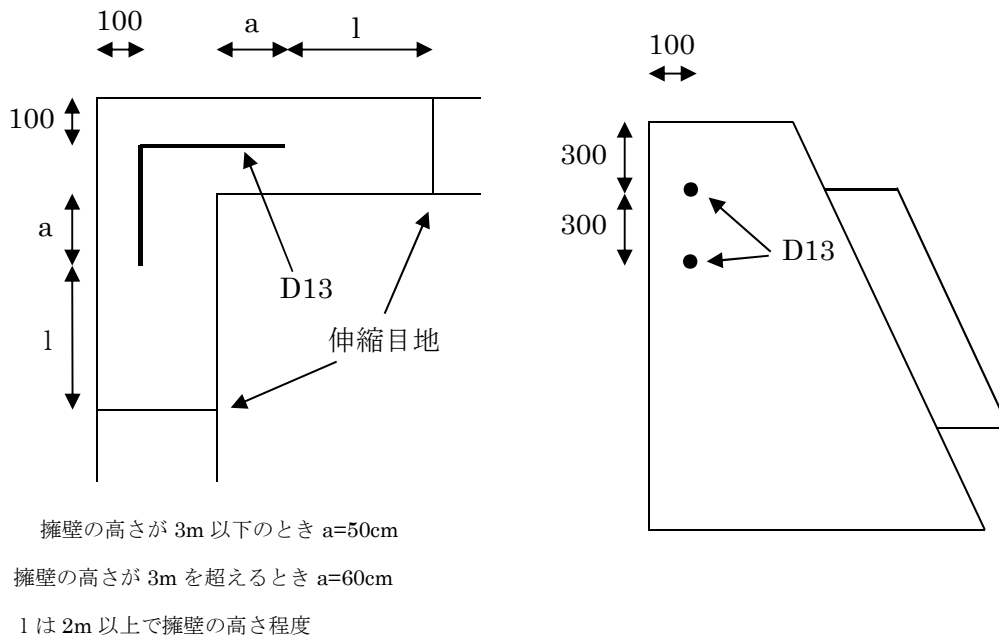 100
a
l
100
a
l
D13
伸縮目地
100
300
300
D13
擁壁の高さが 3m 以下のとき a=50cm
擁壁の高さが 3m を超えるとき a=60cm
l は 2m 以上で擁壁の高さ程度